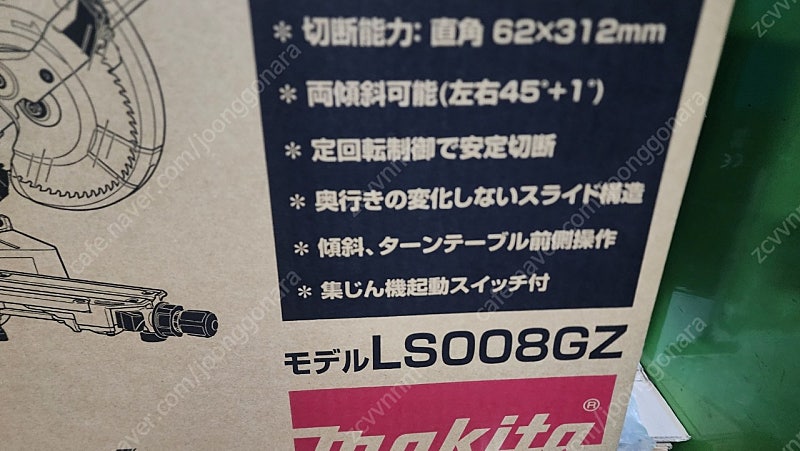 * 切断能力: 直角 62×312mm
* 両傾斜可能(左右45°+1°)
* 定回転制御で安定切断
* 奥行きの変化しないスライド構造
* 傾斜、ターンテーブル前側操作
* 集じん機起動スイッチ付
モデルLS008GZ
makita®
cafe.naver.com/joonggonara